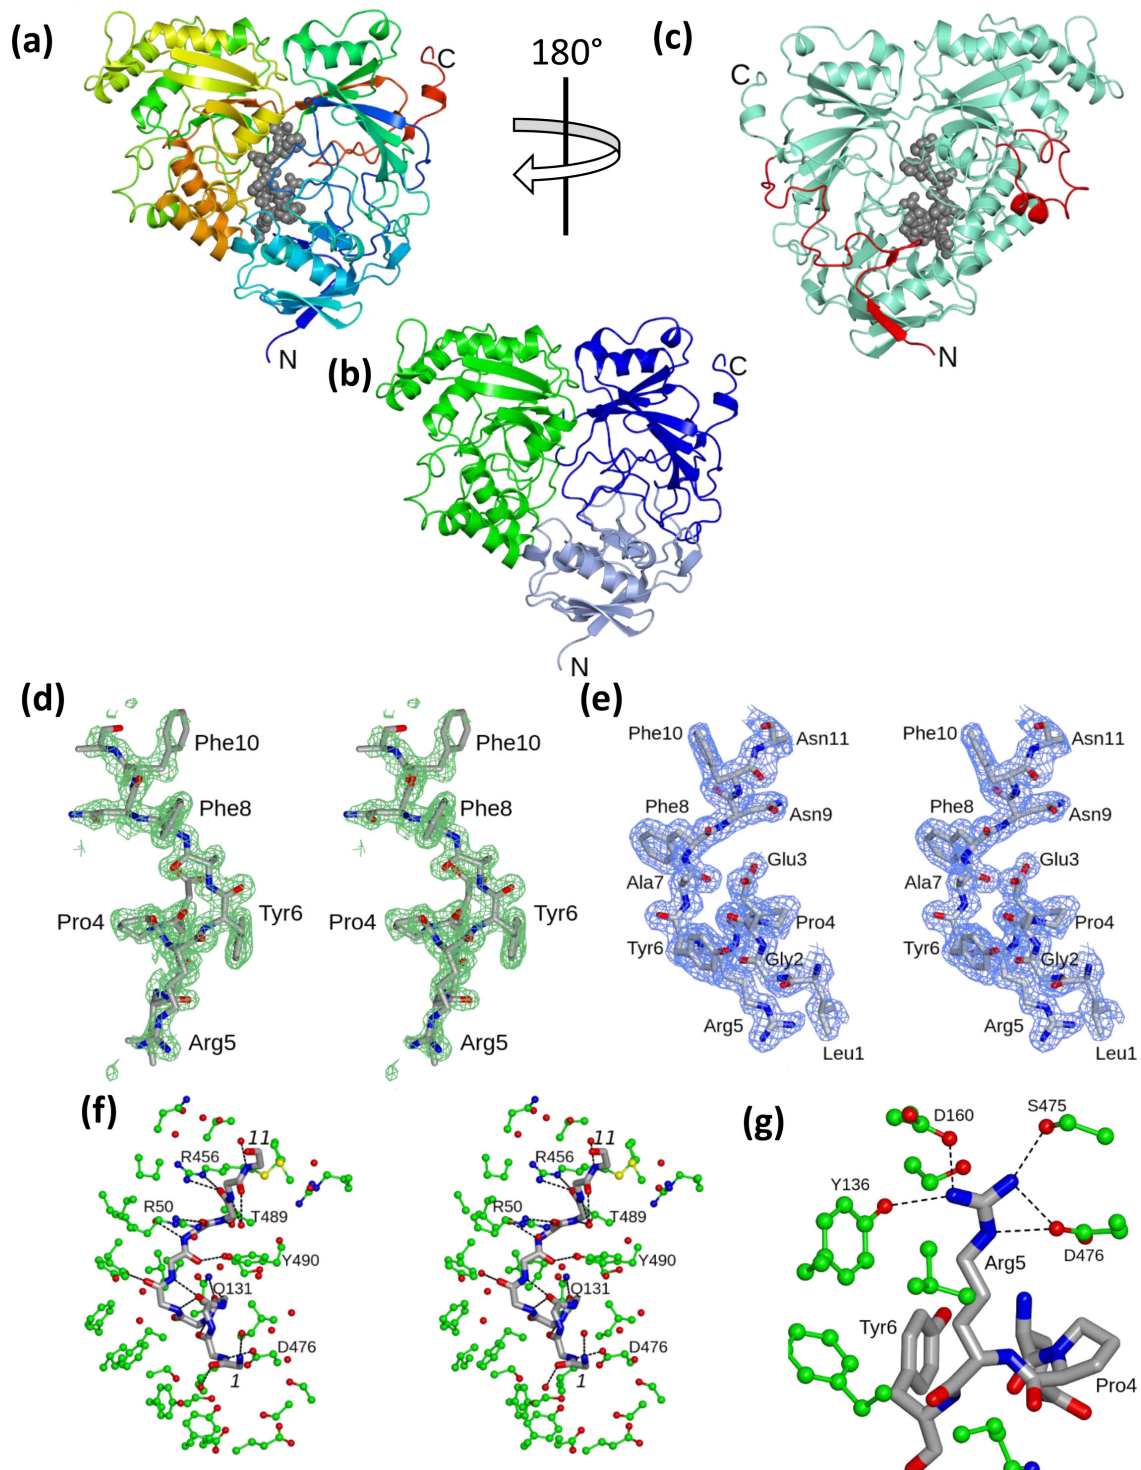 (a)
C
180°
(c)
C
N
(b)
C
N
N
(d)
Phe10
Phe10
Phe8
Phe8
Pro4
Tyr6
Pro4
Tyr6
Arg5
Arg5
(e)
Phe10
Asn11
Phe10
Asn11
Phe8
Asn9
Phe8
Asn9
Glu3
Glu3
Ala7
Ala7
Pro4
Pro4
Tyr6
Gly2
Tyr6
Gly2
Arg5
Leu1
Arg5
Leu1
(f)
11
11
R456
R456
R50
T489
R50
T489
Y490
Y490
Q131
Q131
D476
D476
1
1
(g)
D160
S475
Y136
Arg5
D476
Tyr6
Pro4